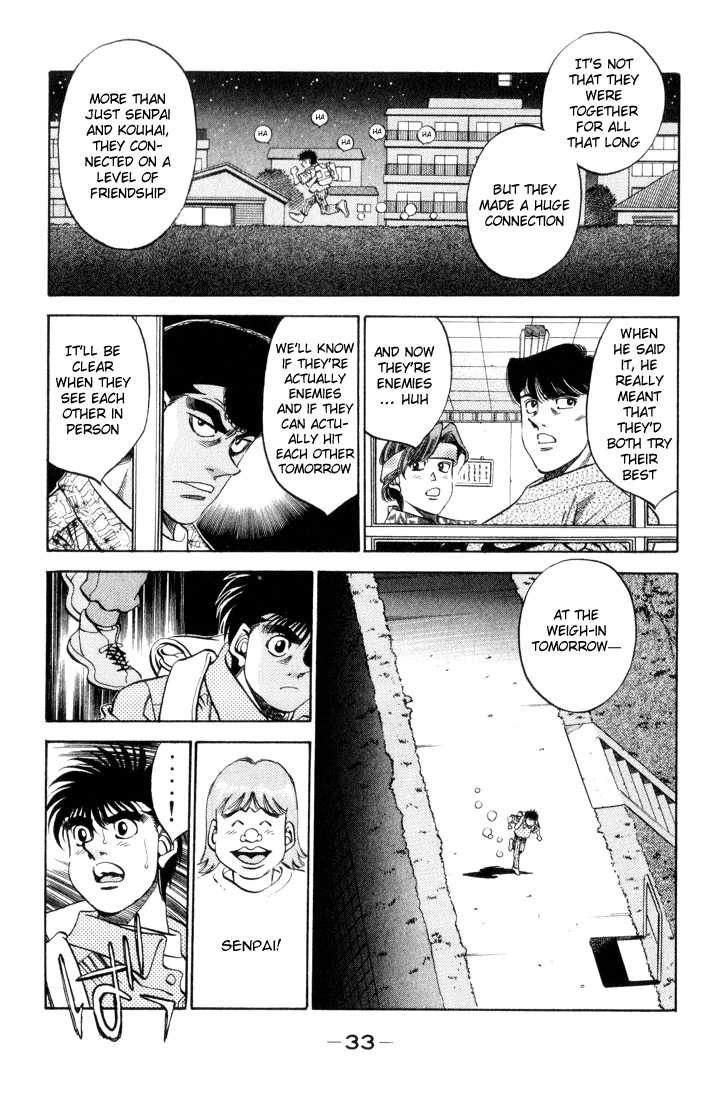 IT'S NOT
THAT THEY
WERE
TOGETHER
FOR ALL
THAT LONG
BUT THEY
MADE A HUGE
CONNECTION
HA
HA
HA
HA
HA
MORE THAN
JUST SENPAI
AND KOUHAI,
THEY CON-
NECTED ON A
LEVEL OF
FRIENDSHIP
WHEN
HE SAID
IT, HE
REALLY
MEANT
THAT
THEY'D
BOTH TRY
THEIR
BEST
AND NOW
THEY'RE
ENEMIES
... HUH
WE'LL KNOW
IF THEY'RE
ACTUALLY
ENEMIES
AND IF THEY
CAN ACTU-
ALLY HIT
EACH OTHER
TOMORROW
IT'LL BE
CLEAR
WHEN THEY
SEE EACH
OTHER IN
PERSON
AT THE
WEIGH-IN
TOMORROW—
SENPAI!
....!
—33—